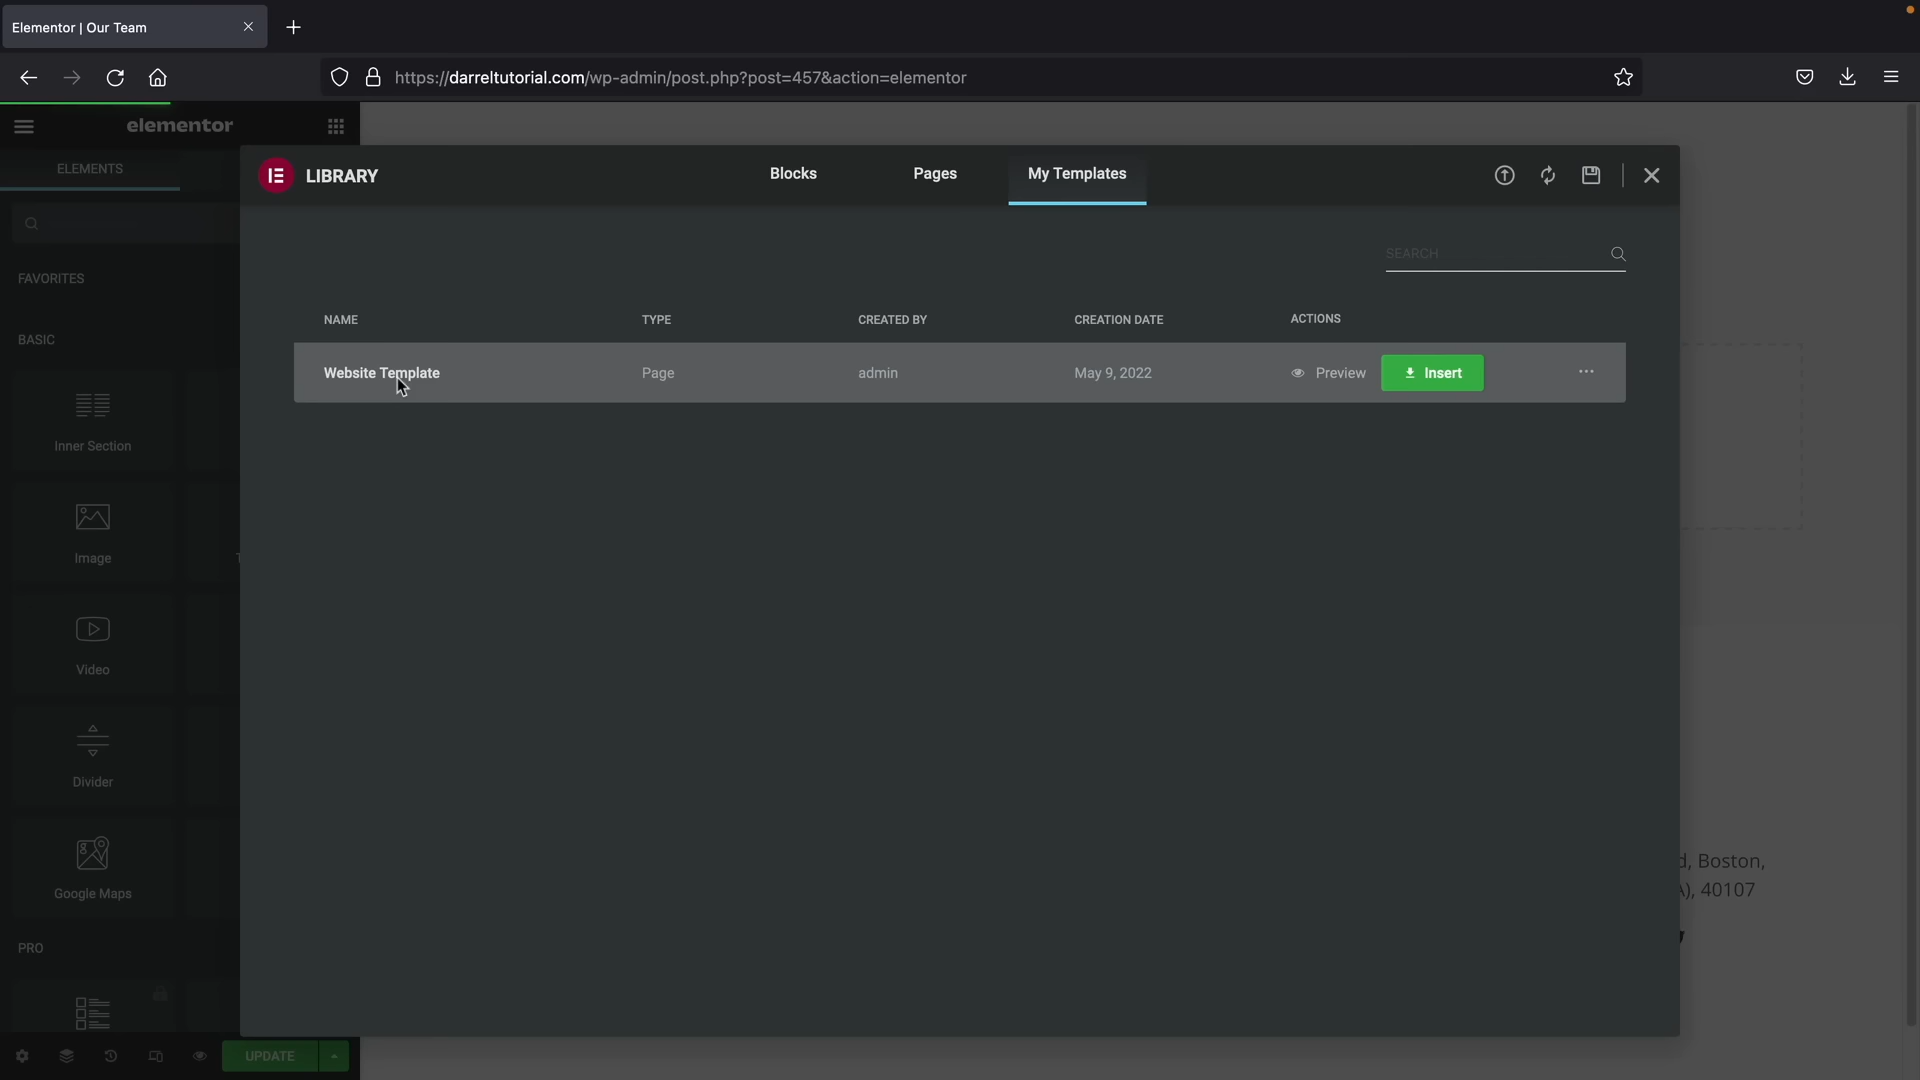 Elementor | Our Team
https://darreltutorial.com/wp-admin/post.php?post=457&action=elementor
elementor
ELEMENTS
FAVORITES
BASIC
Inner Section
Image
Video
Divider
Google Maps
PRO
UPDATE
LIBRARY
Blocks
Pages
My Templates
SEARCH
NAME TYPE CREATED BY CREATION DATE ACTIONS
Website Template Page admin May 9, 2022 Preview Insert
Boston,
40107